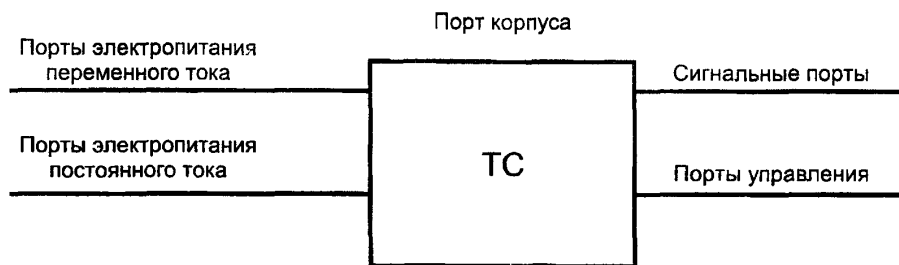 Порт корпуса
Порты электропитания
переменного тока
Сигнальные порты
Порты электропитания
постоянного тока
ТС
Порты управления